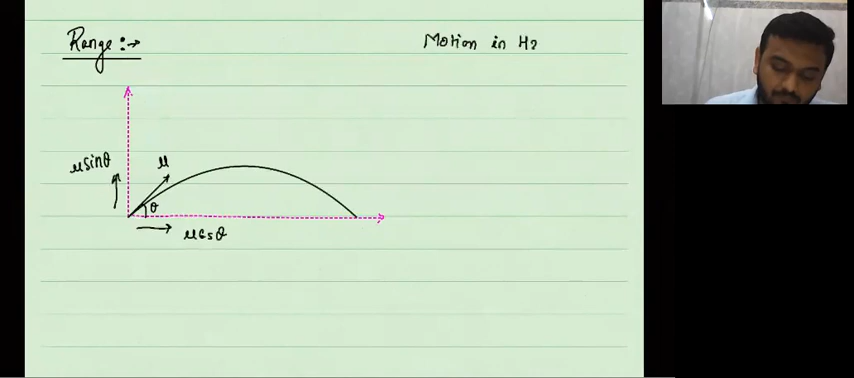 Range :→
Motion in Hz
usinθ
u
θ
ucosθ